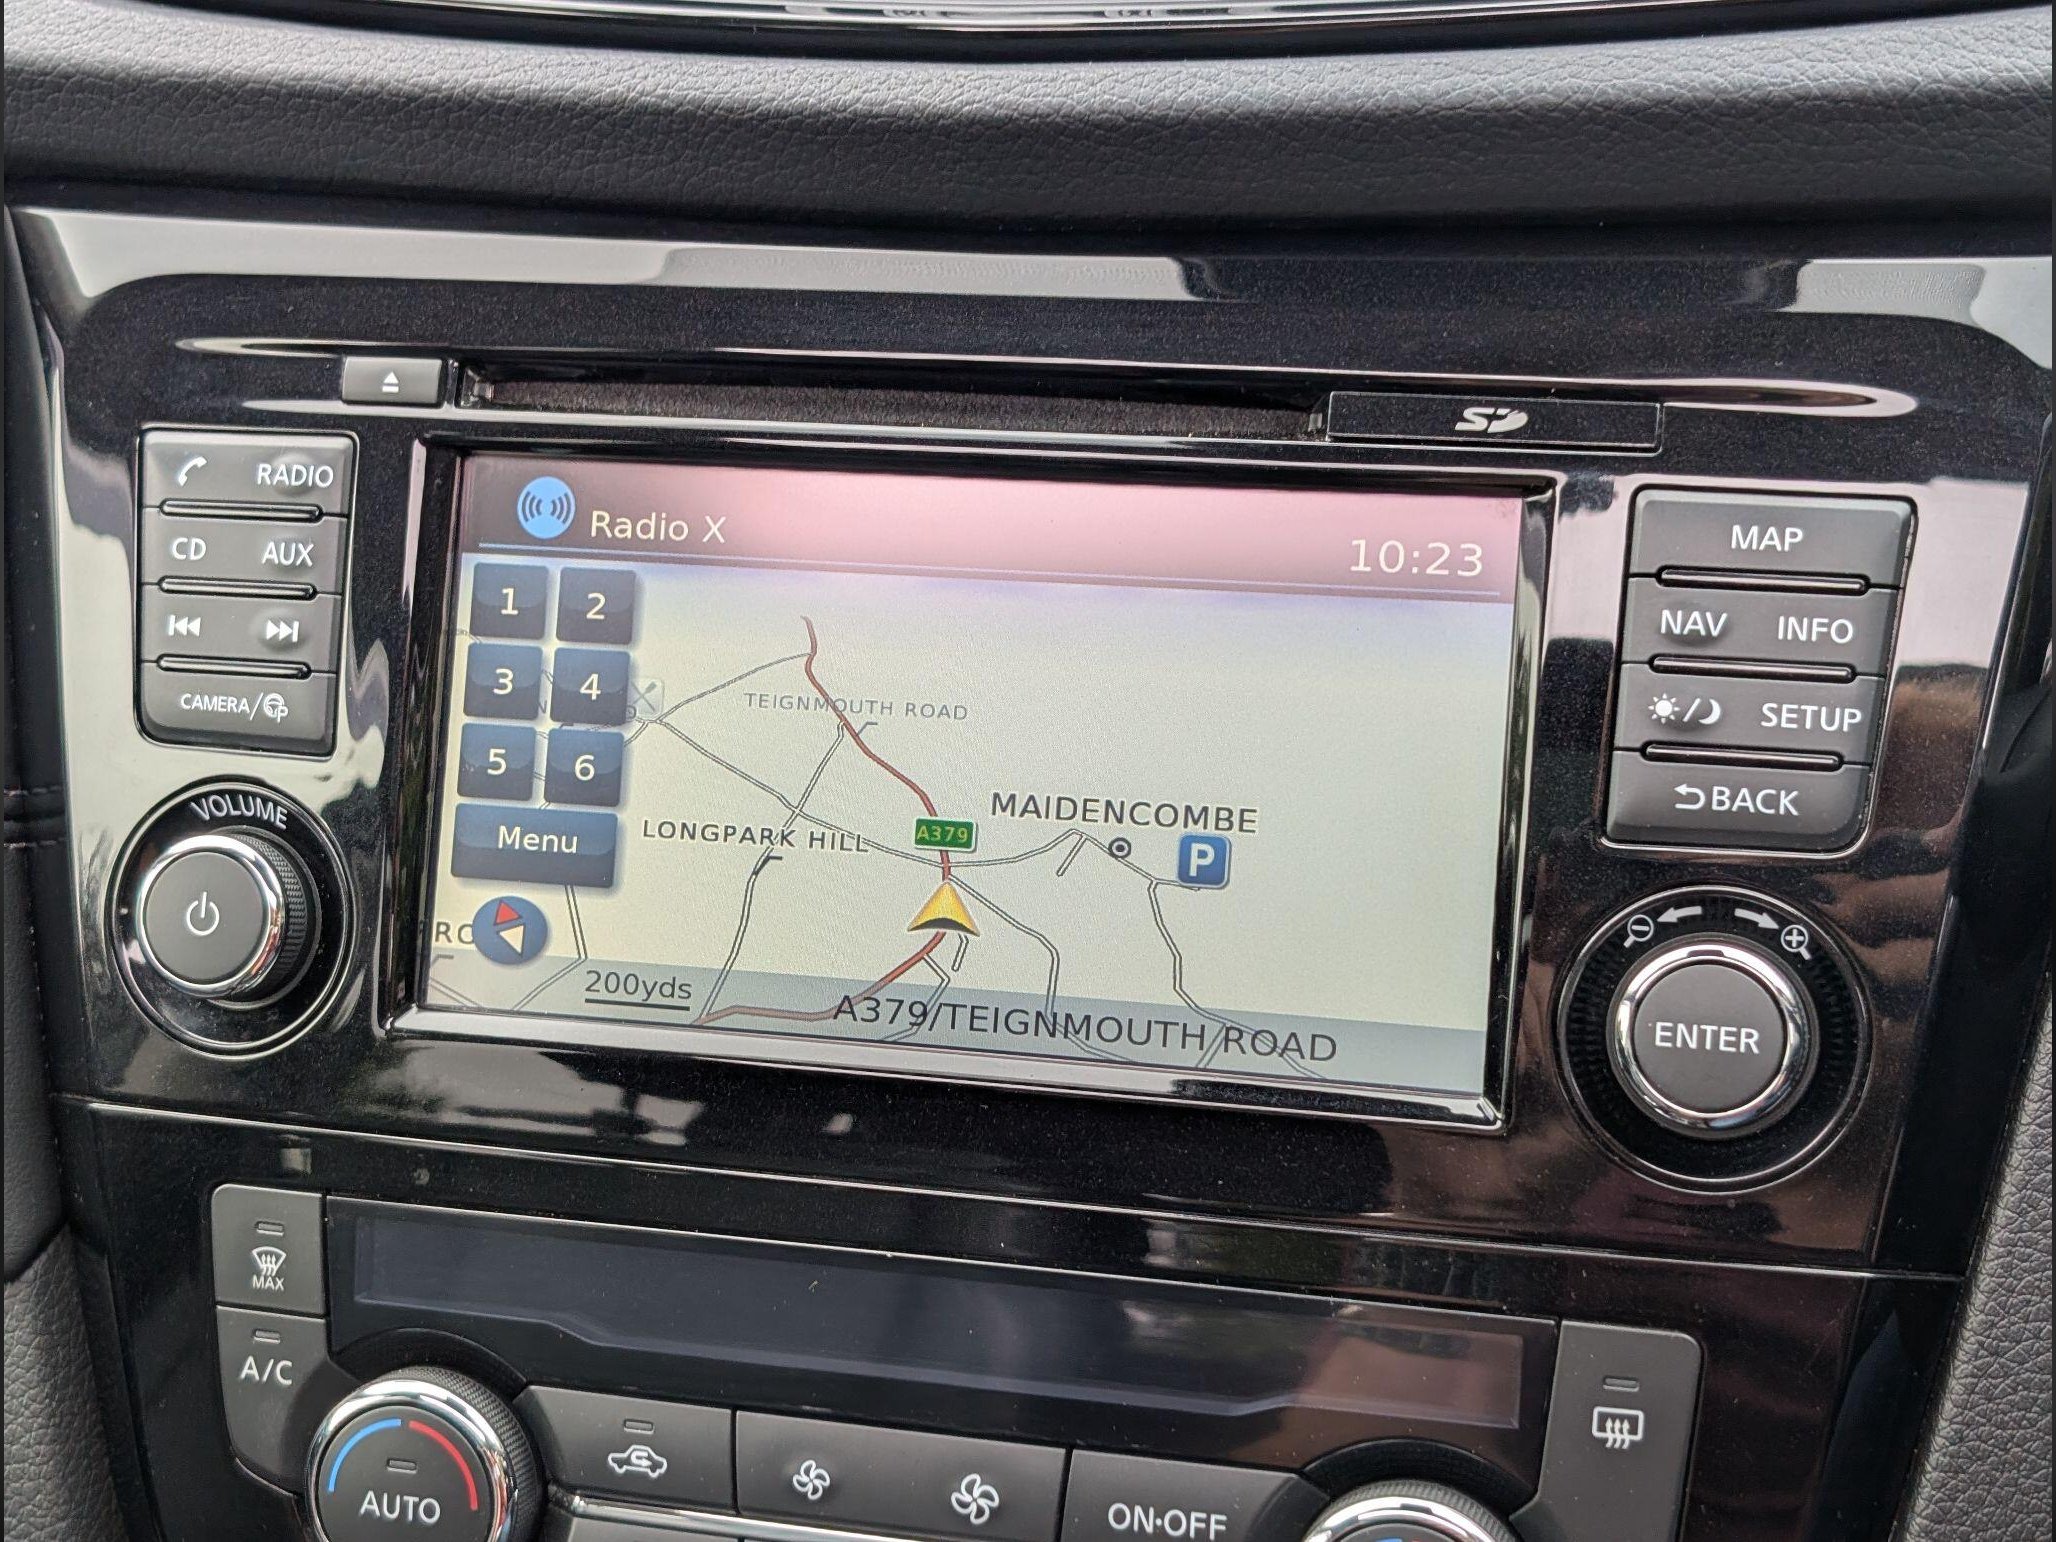 SD
RADIO
CD AUX
CAMERA/
VOLUME
Radio X
10:23
1 2
3 4
5 6
Menu
TEIGNMOUTH ROAD
MAIDENCOMBE
LONGPARK HILL
A379
P
200yds
A379/TEIGNMOUTH ROAD
MAP
NAV INFO
SETUP
BACK
ENTER
MAX
A/C
AUTO
ON·OFF